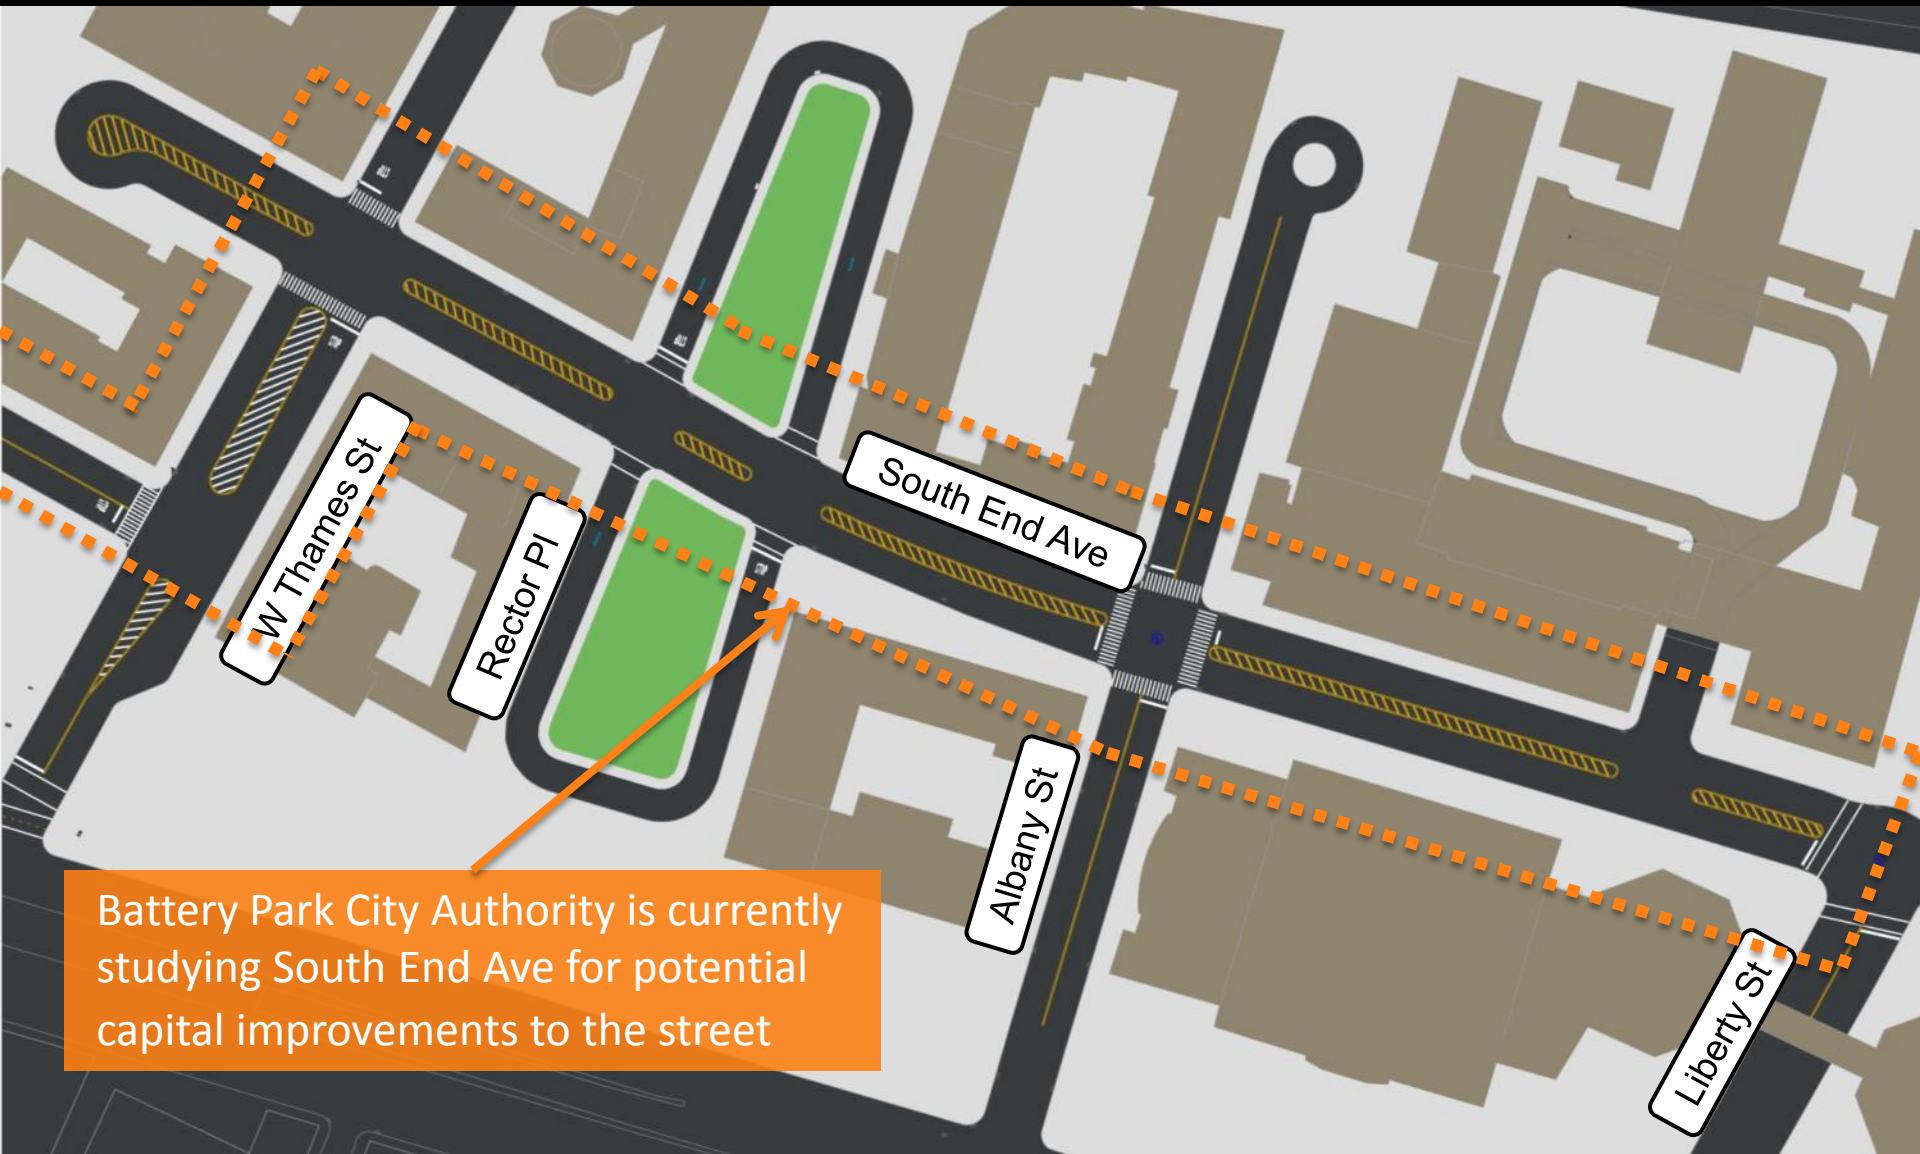 W Thames St
Rector Pl
South End Ave
Albany St
Liberty St
Battery Park City Authority is currently
studying South End Ave for potential
capital improvements to the street